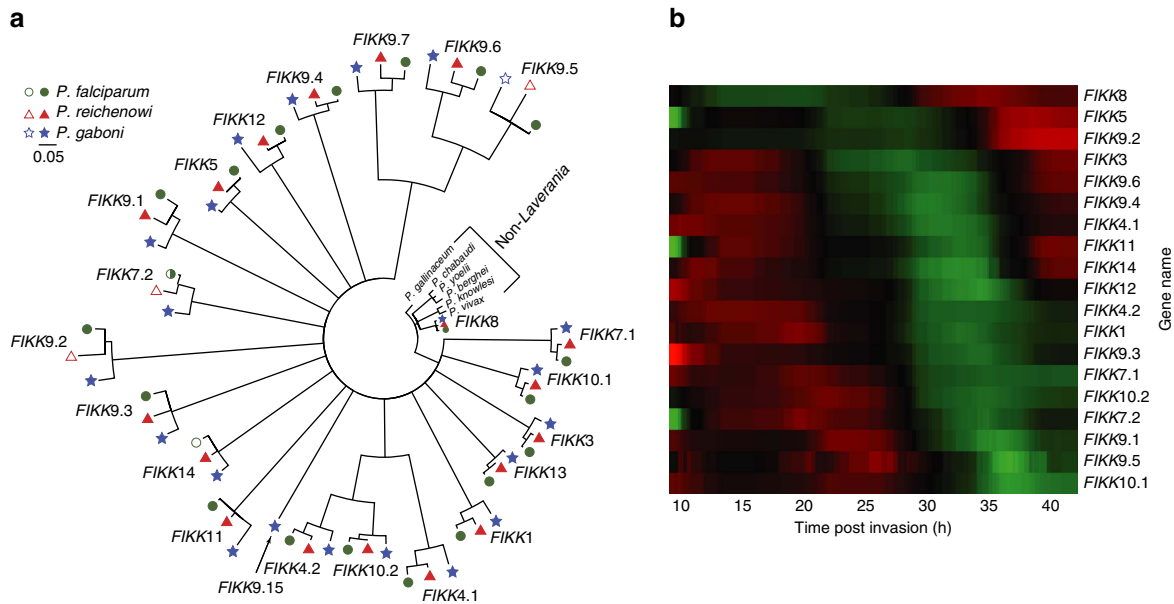 a
P. falciparum
P. reichenowi
P. gaboni
0.05
FIKK9.7
FIKK9.6
FIKK9.5
FIKK9.4
FIKK12
FIKK5
FIKK9.1
FIKK7.2
FIKK9.2
FIKK9.3
FIKK14
FIKK11
FIKK9.15
FIKK4.2
FIKK10.2
FIKK4.1
FIKK1
FIKK13
FIKK3
FIKK10.1
FIKK7.1
FIKK8
Non-Laverania
P. gallinaceum
P. chabaudi
P. yoelii
P. berghei
P. knowlesi
P. vivax
b
FIKK8
FIKK5
FIKK9.2
FIKK3
FIKK9.6
FIKK9.4
FIKK4.1
FIKK11
FIKK14
FIKK12
FIKK4.2
FIKK1
FIKK9.3
FIKK7.1
FIKK10.2
FIKK7.2
FIKK9.1
FIKK9.5
FIKK10.1
Gene name
10 15 20 25 30 35 40
Time post invasion (h)